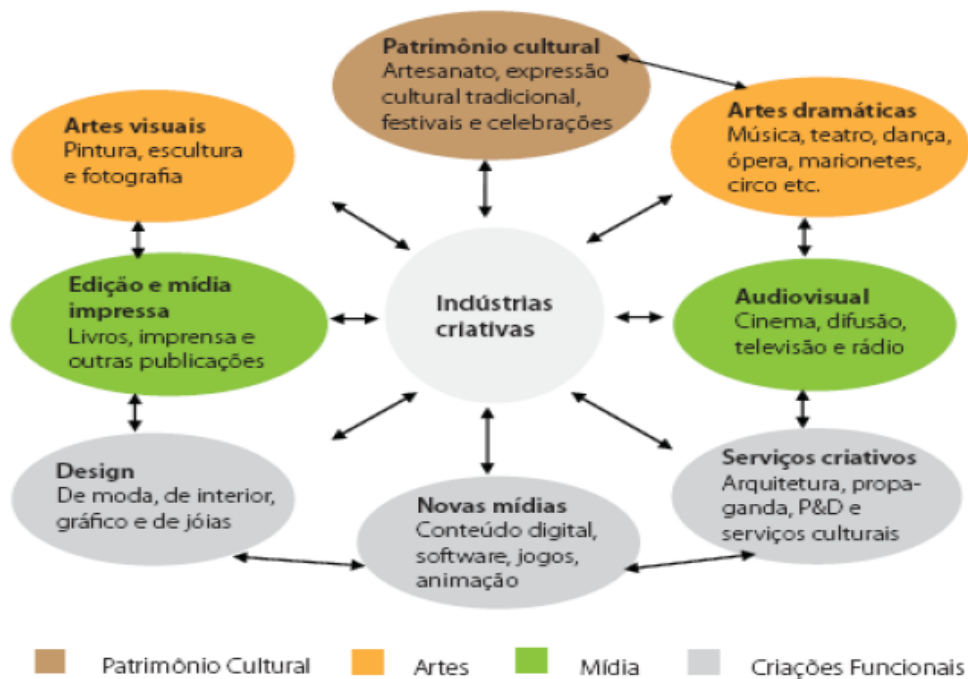 Patrimônio cultural
Artesanato, expressão
cultural tradicional,
festivais e celebrações
Artes visuais
Pintura, escultura
e fotografia
Artes dramáticas
Música, teatro, dança,
ópera, marionetes,
circo etc.
Edição e mídia
impressa
Livros, imprensa e
outras publicações
Indústrias
criativas
Audiovisual
Cinema, difusão,
televisão e rádio
Design
De moda, de interior,
gráfico e de jóias
Novas mídias
Conteúdo digital,
software, jogos,
animação
Serviços criativos
Arquitetura, propa-
ganda, P&D e
serviços culturais
Patrimônio Cultural
Artes
Mídia
Criações Funcionais